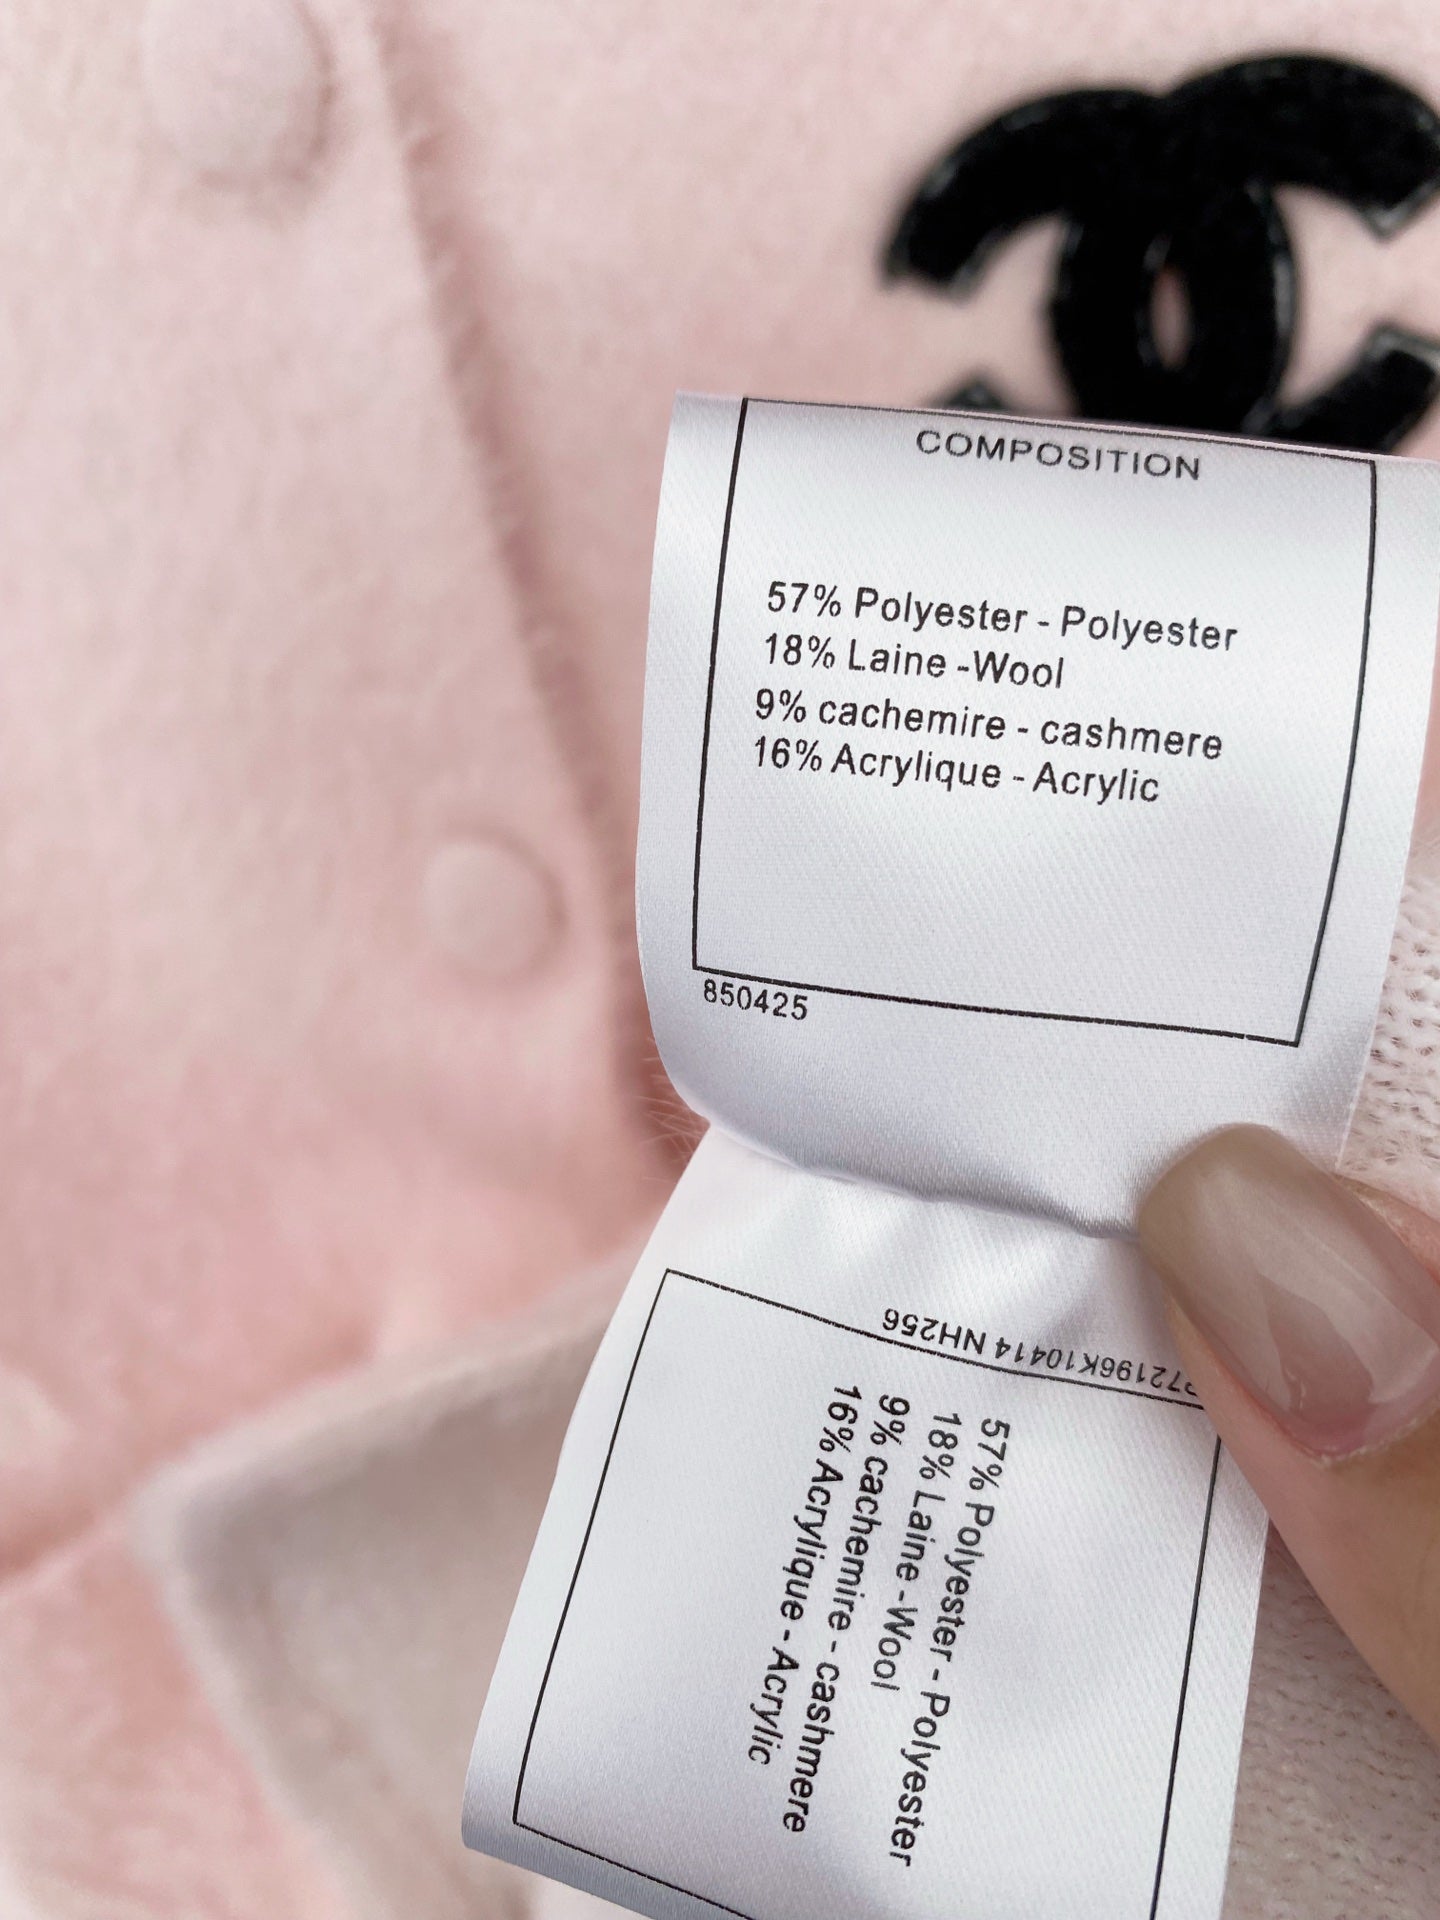 COMPOSITION
57% Polyester - Polyester
18% Laine -Wool
9% cachemire - cashmere
16% Acrylique - Acrylic
850425
72196K10414 NH256
57% Polyester - Polyester
18% Laine -Wool
9% cachemire - cashmere
16% Acrylique - Acrylic